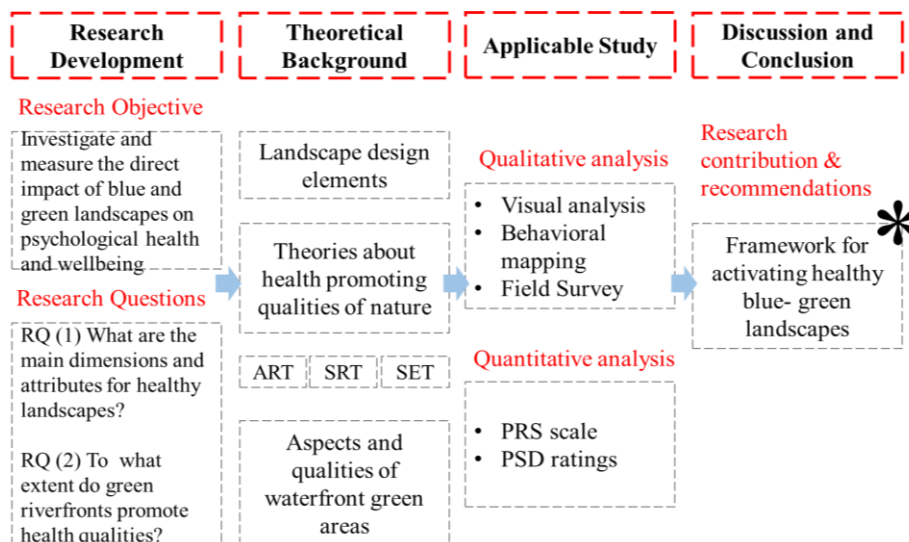 Research
Development
Theoretical
Background
Applicable Study
Discussion and
Conclusion
Research Objective
Investigate and
measure the direct
impact of blue and
green landscapes on
psychological health
and wellbeing
Research Questions
RQ (1) What are the
main dimensions and
attributes for healthy
landscapes?
RQ (2) To what
extent do green
riverfronts promote
health qualities?
Landscape design
elements
Theories about
health promoting
qualities of nature
ART
SRT
SET
Aspects and
qualities of
waterfront green
areas
Qualitative analysis
• Visual analysis
• Behavioral
mapping
• Field Survey
Quantitative analysis
• PRS scale
• PSD ratings
Research
contribution &
recommendations
*
Framework for
activating healthy
blue- green
landscapes